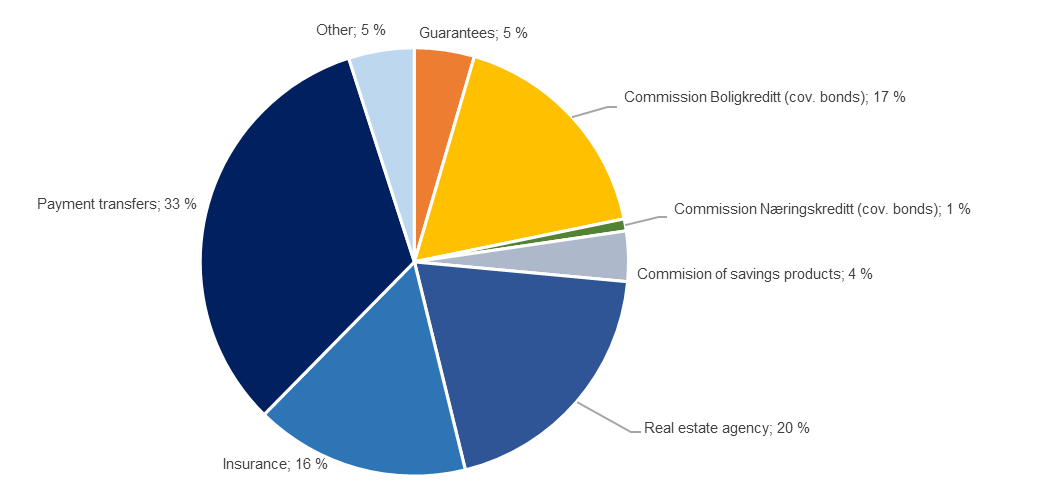 Other; 5 %
Guarantees; 5 %
Commission Boligkreditt (cov. bonds); 17 %
Payment transfers; 33 %
Commission Næringskreditt (cov. bonds); 1 %
Commision of savings products; 4 %
Real estate agency; 20 %
Insurance; 16 %